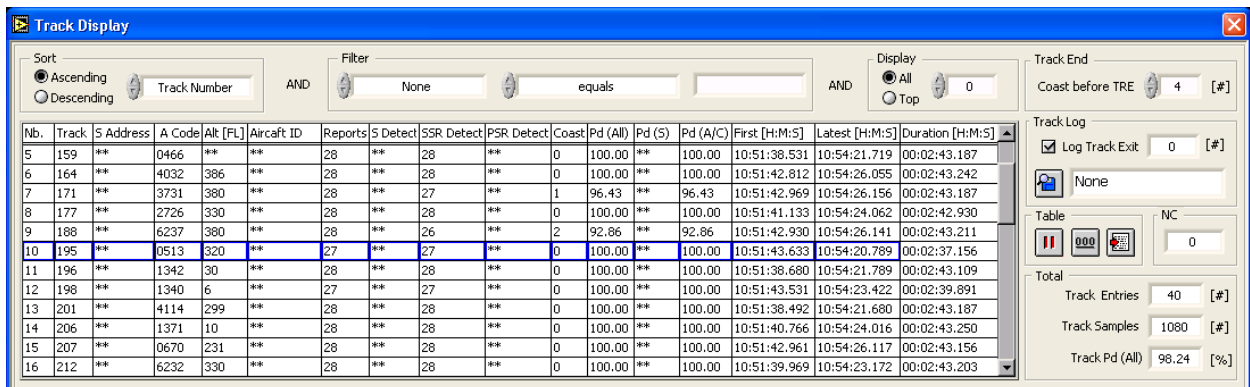 Track Display
Sort
Ascending
Descending
Track Number
AND
Filter
None
equals
AND
Display
All
Top
0
Track End
Coast before TRE 4 [#]
Track Log
Log Track Exit 0 [#]
None
Table
000
NC
0
Total
Track Entries 40 [#]
Track Samples 1080 [#]
Track Pd (All) 98.24 [%]
Nb. Track S Address A Code Alt [FL] Aircaft ID Reports S Detect SSR Detect PSR Detect Coast Pd (All) Pd (S) Pd (A/C) First [H:M:S] Latest [H:M:S] Duration [H:M:S]
5 159 ** 0466 ** ** 28 ** 28 ** 0 100.00 ** 100.00 10:51:38.531 10:54:21.719 00:02:43.187
6 164 ** 4032 386 ** 28 ** 28 ** 0 100.00 ** 100.00 10:51:42.812 10:54:26.055 00:02:43.242
7 171 ** 3731 380 ** 28 ** 27 ** 1 96.43 ** 96.43 10:51:42.969 10:54:26.156 00:02:43.187
8 177 ** 2726 330 ** 28 ** 28 ** 0 100.00 ** 100.00 10:51:41.133 10:54:24.062 00:02:42.930
9 188 ** 6237 380 ** 28 ** 26 ** 2 92.86 ** 92.86 10:51:42.930 10:54:26.141 00:02:43.211
10 195 ** 0513 320 ** 27 ** 27 ** 0 100.00 ** 100.00 10:51:43.633 10:54:20.789 00:02:37.156
11 196 ** 1342 30 ** 28 ** 28 ** 0 100.00 ** 100.00 10:51:38.680 10:54:21.789 00:02:43.109
12 198 ** 1340 6 ** 27 ** 27 ** 0 100.00 ** 100.00 10:51:43.531 10:54:23.422 00:02:39.891
13 201 ** 4114 299 ** 28 ** 28 ** 0 100.00 ** 100.00 10:51:38.492 10:54:21.680 00:02:43.187
14 206 ** 1371 10 ** 28 ** 28 ** 0 100.00 ** 100.00 10:51:40.766 10:54:24.016 00:02:43.250
15 207 ** 0670 231 ** 28 ** 28 ** 0 100.00 ** 100.00 10:51:42.961 10:54:26.117 00:02:43.156
16 212 ** 6232 330 ** 28 ** 28 ** 0 100.00 ** 100.00 10:51:39.969 10:54:23.172 00:02:43.203